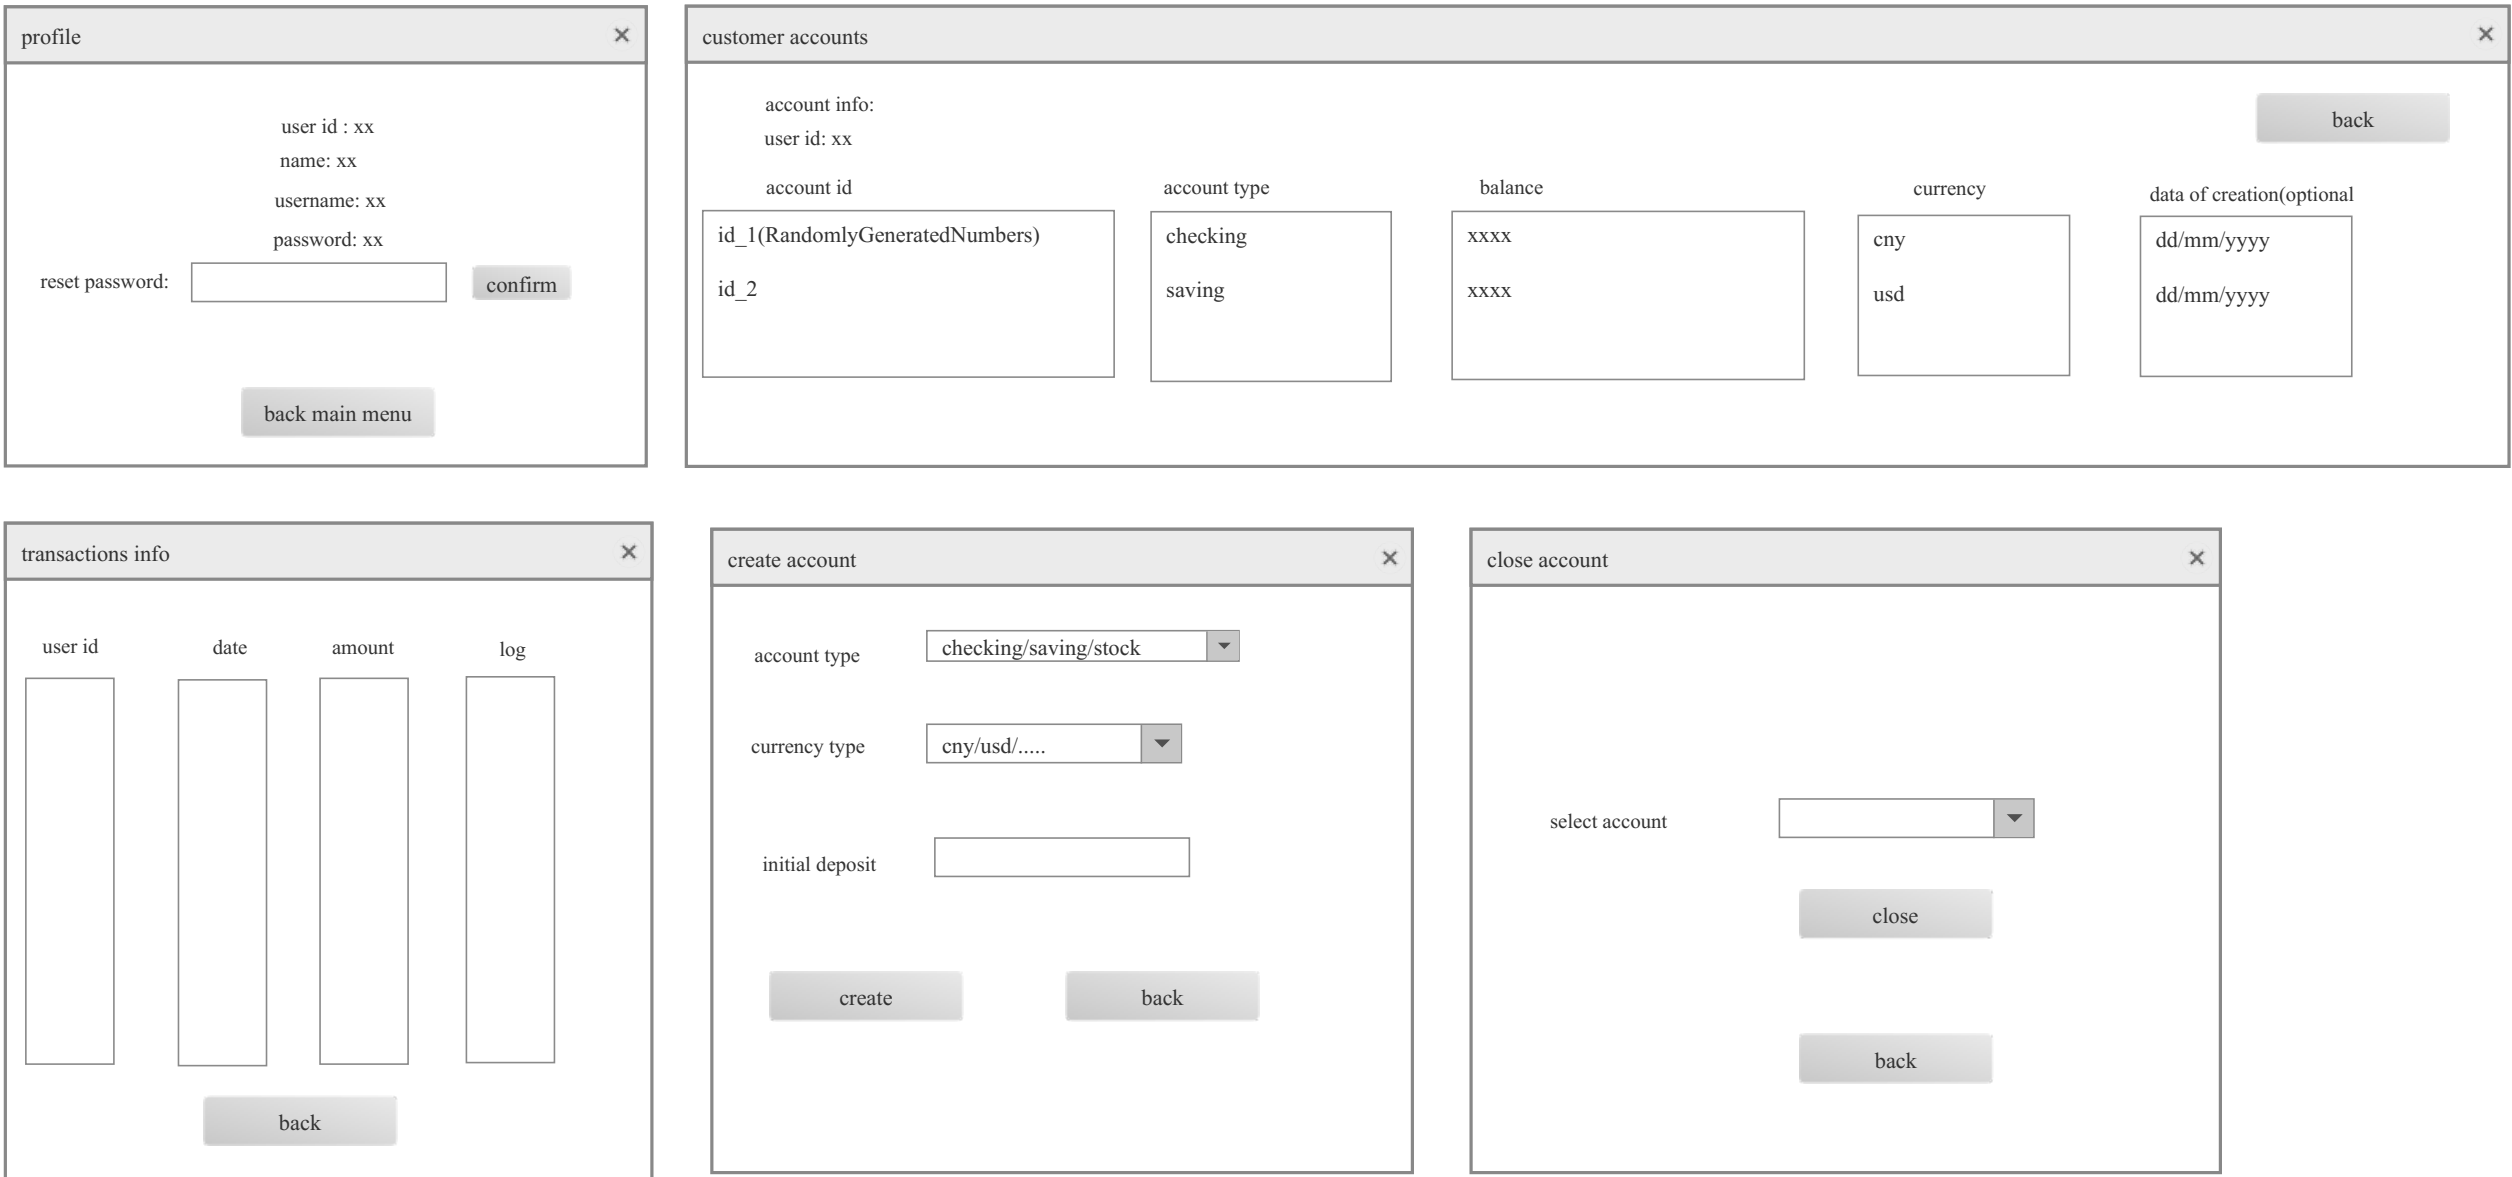 profile
user id : xx
name: xx
username: xx
password: xx
reset password:
confirm
back main menu
customer accounts
account info:
back
user id: xx
account id account type balance currency data of creation(optional
id_1(RandomlyGeneratedNumbers) checking xxxx cny dd/mm/yyyy
id_2 saving xxxx usd dd/mm/yyyy
transactions info
user id date amount log
back
create account
account type checking/saving/stock
currency type cny/usd/.....
initial deposit
create back
close account
select account
close
back